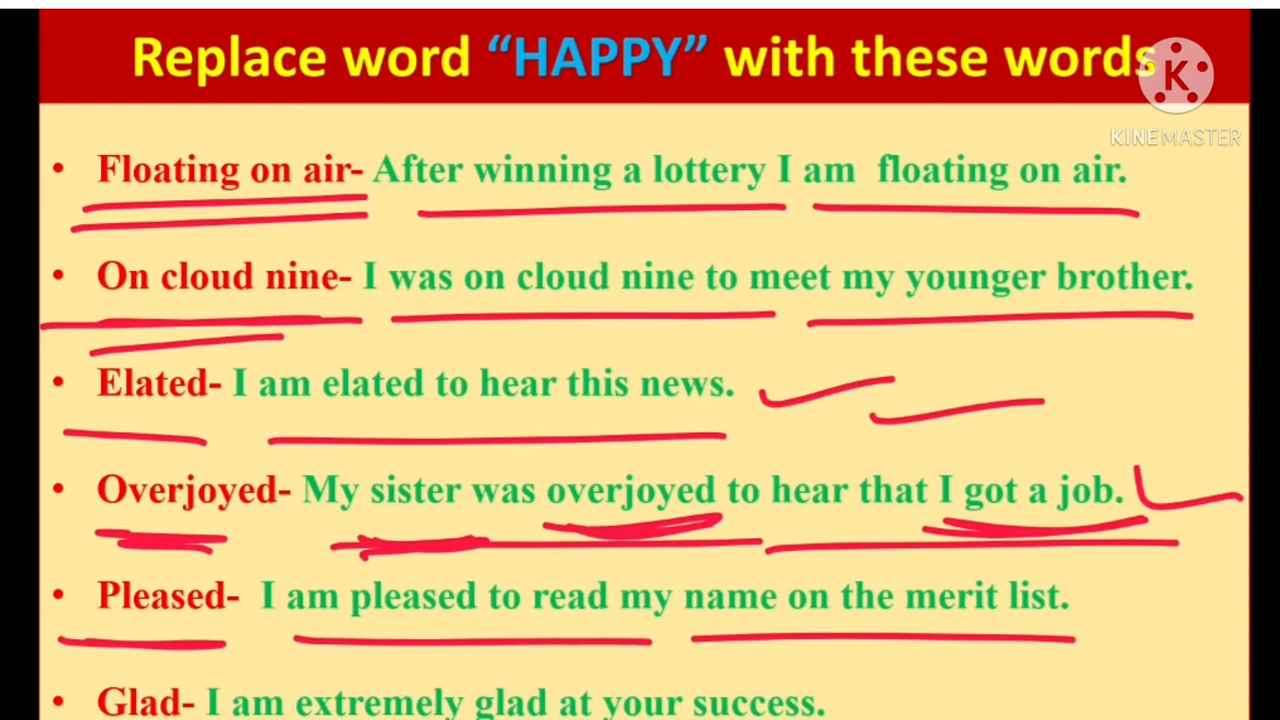 Replace word “HAPPY” with these words
K
KINEMASTER
• Floating on air- After winning a lottery I am floating on air.
• On cloud nine- I was on cloud nine to meet my younger brother.
• Elated- I am elated to hear this news.
• Overjoyed- My sister was overjoyed to hear that I got a job.
• Pleased- I am pleased to read my name on the merit list.
• Glad- I am extremely glad at your success.